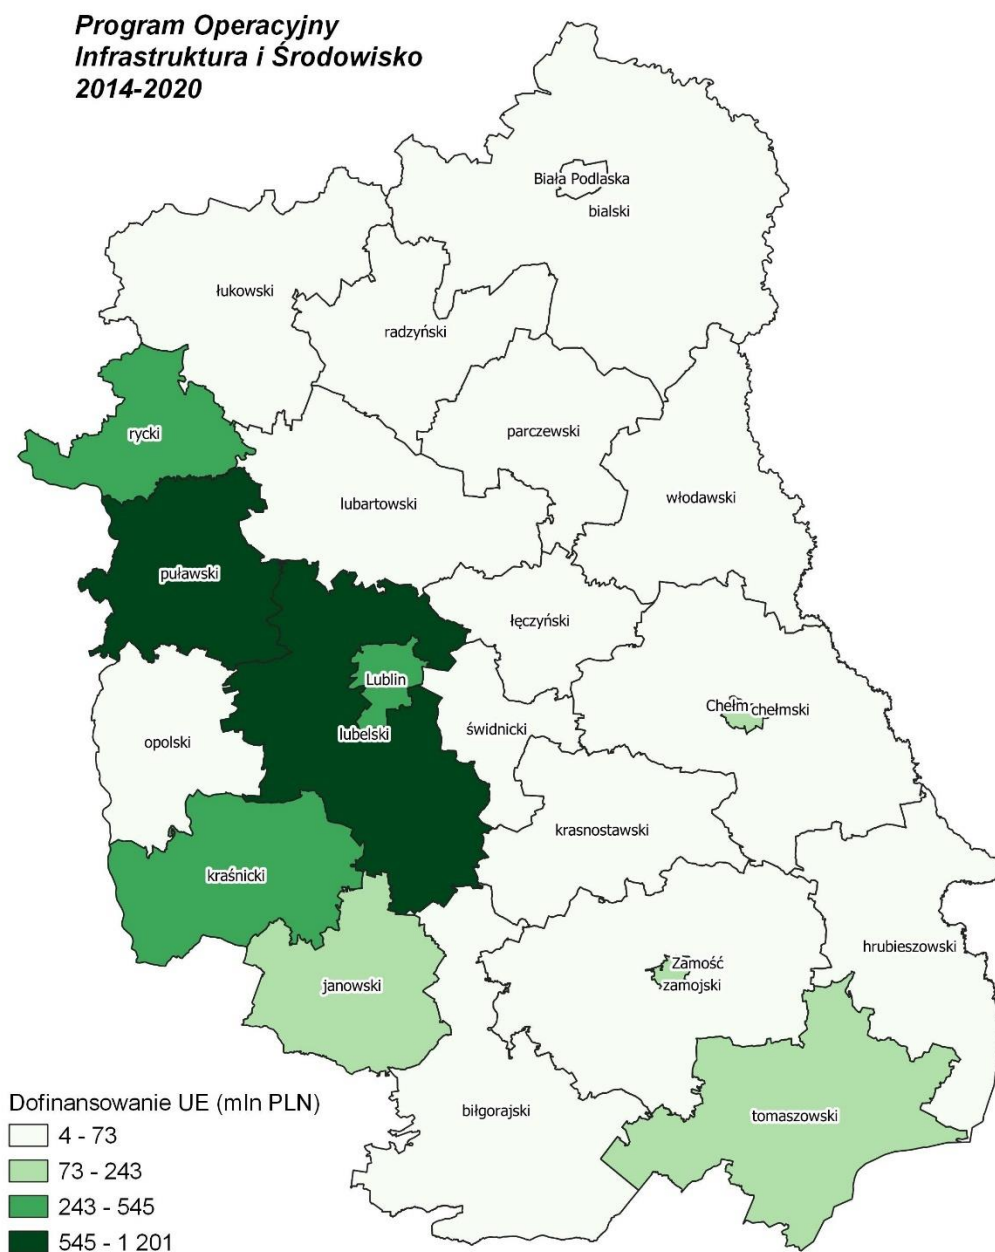 Program Operacyjny
Infrastruktura i Środowisko
2014-2020
Biała Podlaska
bialski
łukowski
radzyński
rycki
parczewski
lubartowski
włodawski
puławski
łęczyński
Lublin
Chełm
chełmski
lubelski
świdnicki
opolski
krasnostawski
kraśnicki
hrubieszowski
Zamość
zamojski
janowski
biłgorajski
tomaszowski
Dofinansowanie UE (mln PLN)
4 - 73
73 - 243
243 - 545
545 - 1 201